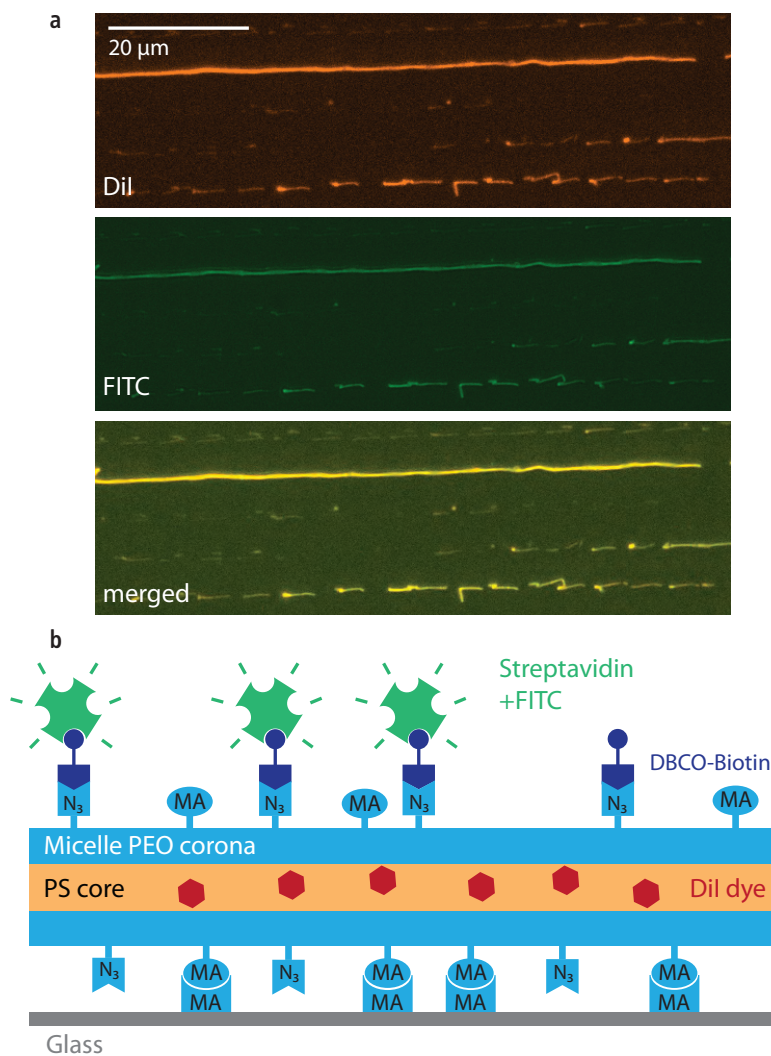 a
20 µm
DiI
FITC
merged
b
Streptavidin
+FITC
DBCO-Biotin
N₃ MA N₃ MA N₃ N₃ MA
Micelle PEO corona
PS core DiI dye
N₃ MA N₃ MA MA N₃ MA
MA MA MA MA
Glass